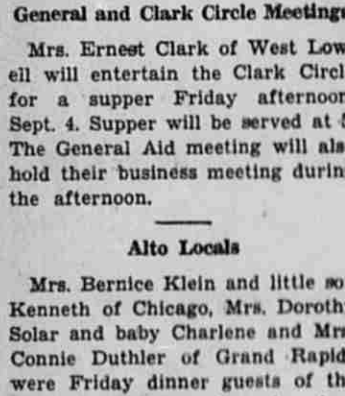 General and Clark Circle Meetings
Mrs. Ernest Clark of West Low-
ell will entertain the Clark Circl
for a supper Friday afternoon
Sept. 4. Supper will be served at
The General Aid meeting will als
hold their business meeting durin
the afternoon.
Alto Locals
Mrs. Bernice Klein and little so
Kenneth of Chicago, Mrs. Doroth
Solar and baby Charlene and Mrs
Connie Duthler of Grand Rapid
were Friday dinner guests of th